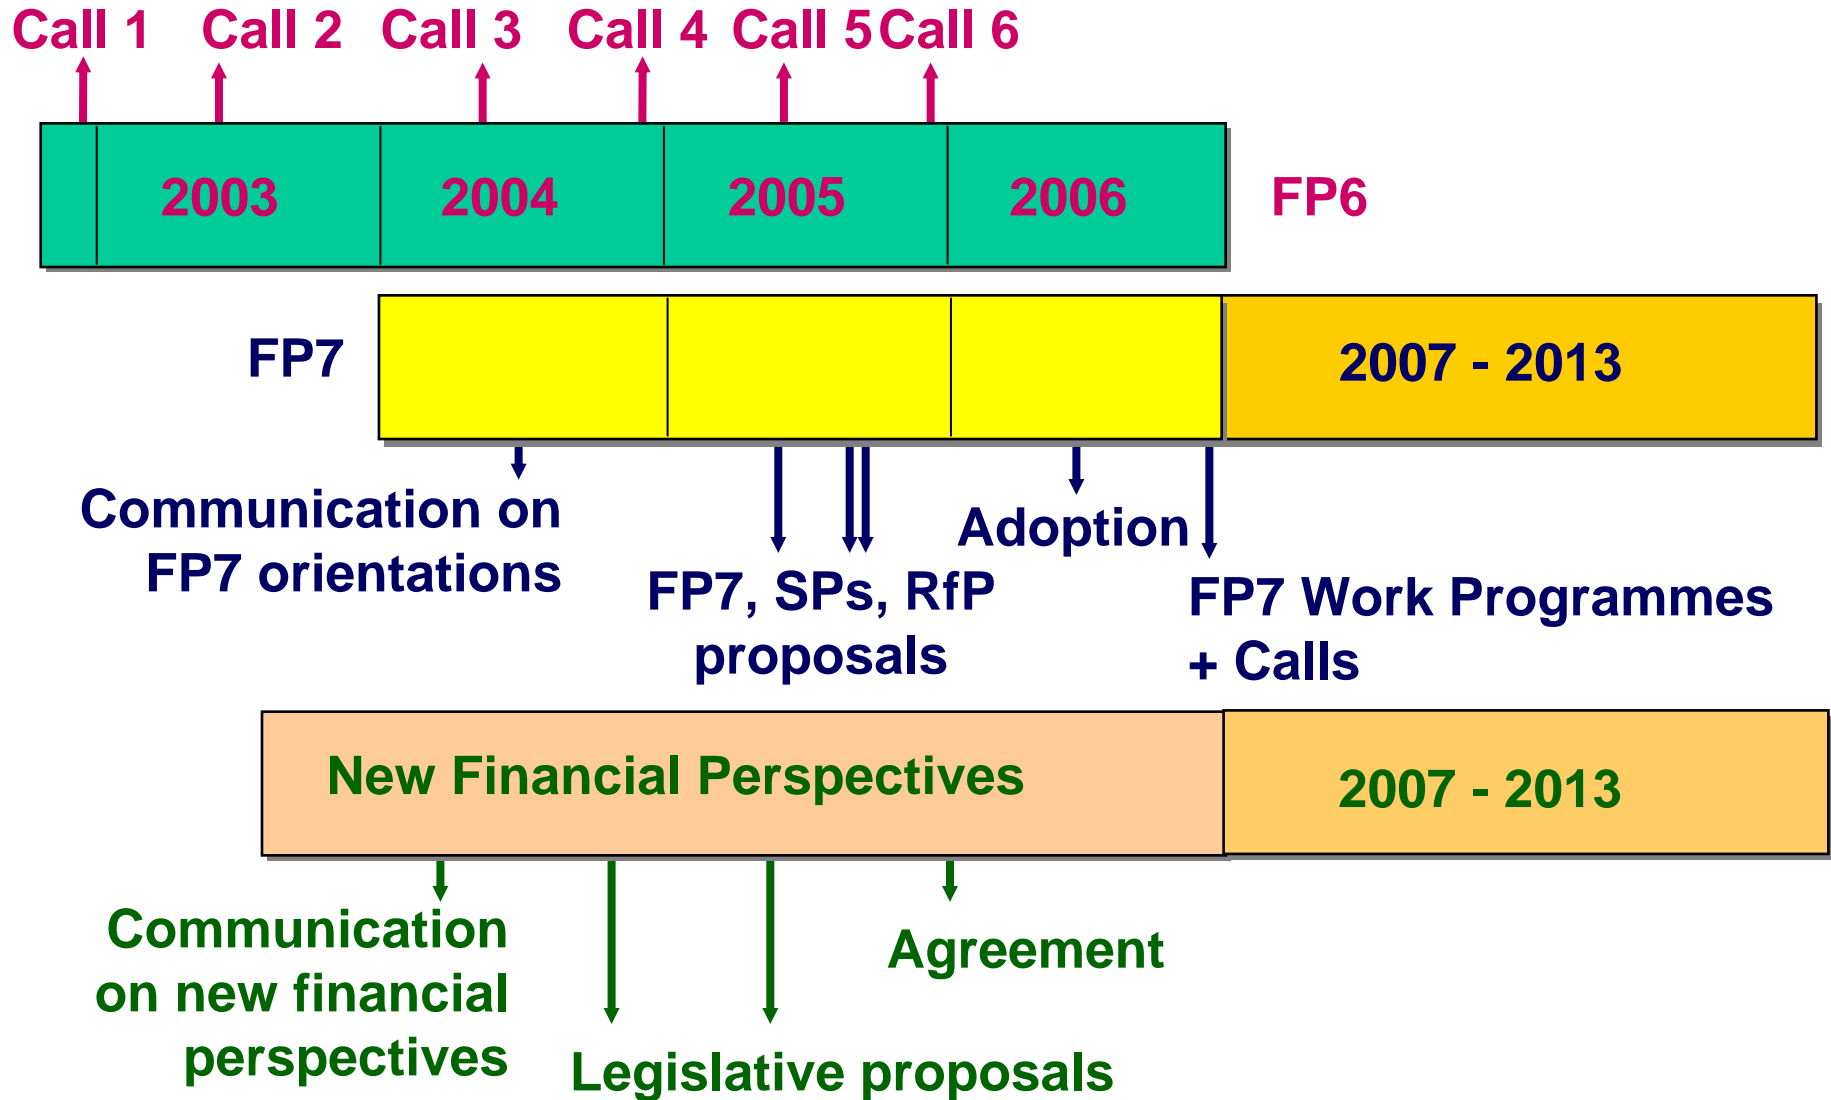 Call 1 Call 2 Call 3 Call 4 Call 5 Call 6
2003 2004 2005 2006 FP6
FP7 2007 - 2013
Communication on
FP7 orientations
FP7, SPs, RfP
proposals
Adoption
FP7 Work Programmes
+ Calls
New Financial Perspectives 2007 - 2013
Communication
on new financial
perspectives
Legislative proposals
Agreement